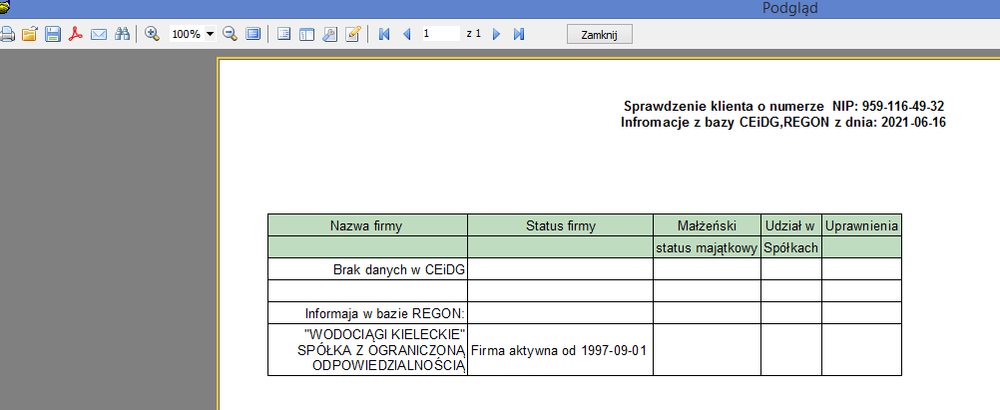 Podgląd
100% 1 z 1 Zamknij
Sprawdzenie klienta o numerze NIP: 959-116-49-32
Infromacje z bazy CEiDG,REGON z dnia: 2021-06-16
Nazwa firmy Status firmy Małżeński Udział w Uprawnienia
status majątkowy Spółkach
Brak danych w CEiDG
Informaja w bazie REGON:
"WODOCIĄGI KIELECKIE"
SPÓŁKA Z OGRANICZONĄ Firma aktywna od 1997-09-01
ODPOWIEDZIALNOŚCIĄ